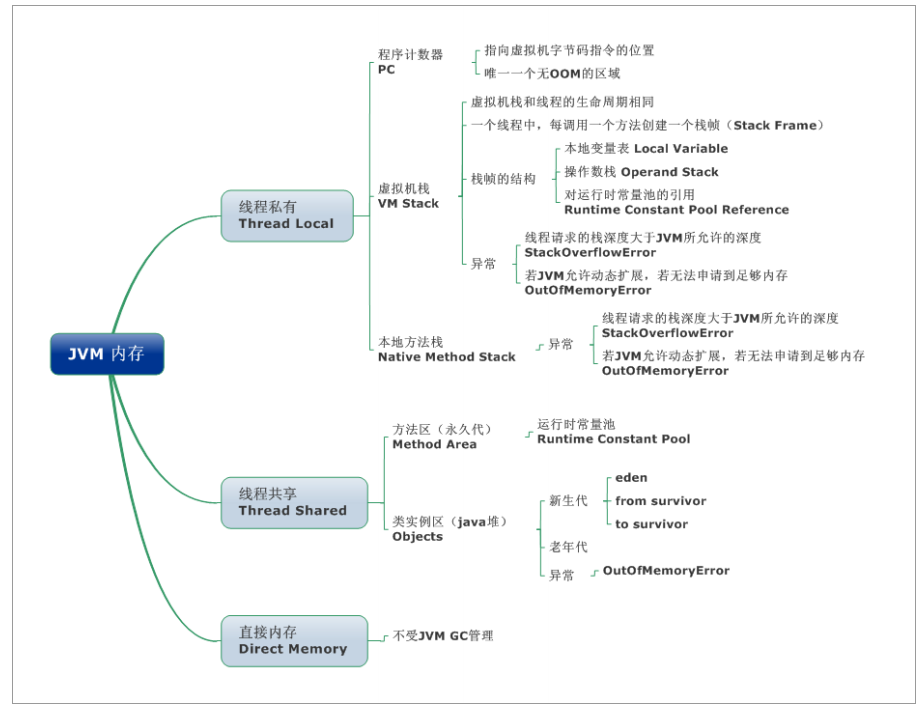 JVM 内存
线程私有
Thread Local
程序计数器
PC
指向虚拟机字节码指令的位置
唯一一个无OOM的区域
虚拟机栈
VM Stack
虚拟机栈和线程的生命周期相同
一个线程中，每调用一个方法创建一个栈帧（Stack Frame）
栈帧的结构
本地变量表 Local Variable
操作数栈 Operand Stack
对运行时常量池的引用
Runtime Constant Pool Reference
异常
线程请求的栈深度大于JVM所允许的深度
StackOverflowError
若JVM允许动态扩展，若无法申请到足够内存
OutOfMemoryError
本地方法栈
Native Method Stack
异常
线程请求的栈深度大于JVM所允许的深度
StackOverflowError
若JVM允许动态扩展，若无法申请到足够内存
OutOfMemoryError
线程共享
Thread Shared
方法区（永久代）
Method Area
运行时常量池
Runtime Constant Pool
类实例区（java堆）
Objects
新生代
eden
from survivor
to survivor
老年代
异常
OutOfMemoryError
直接内存
Direct Memory
不受JVM GC管理